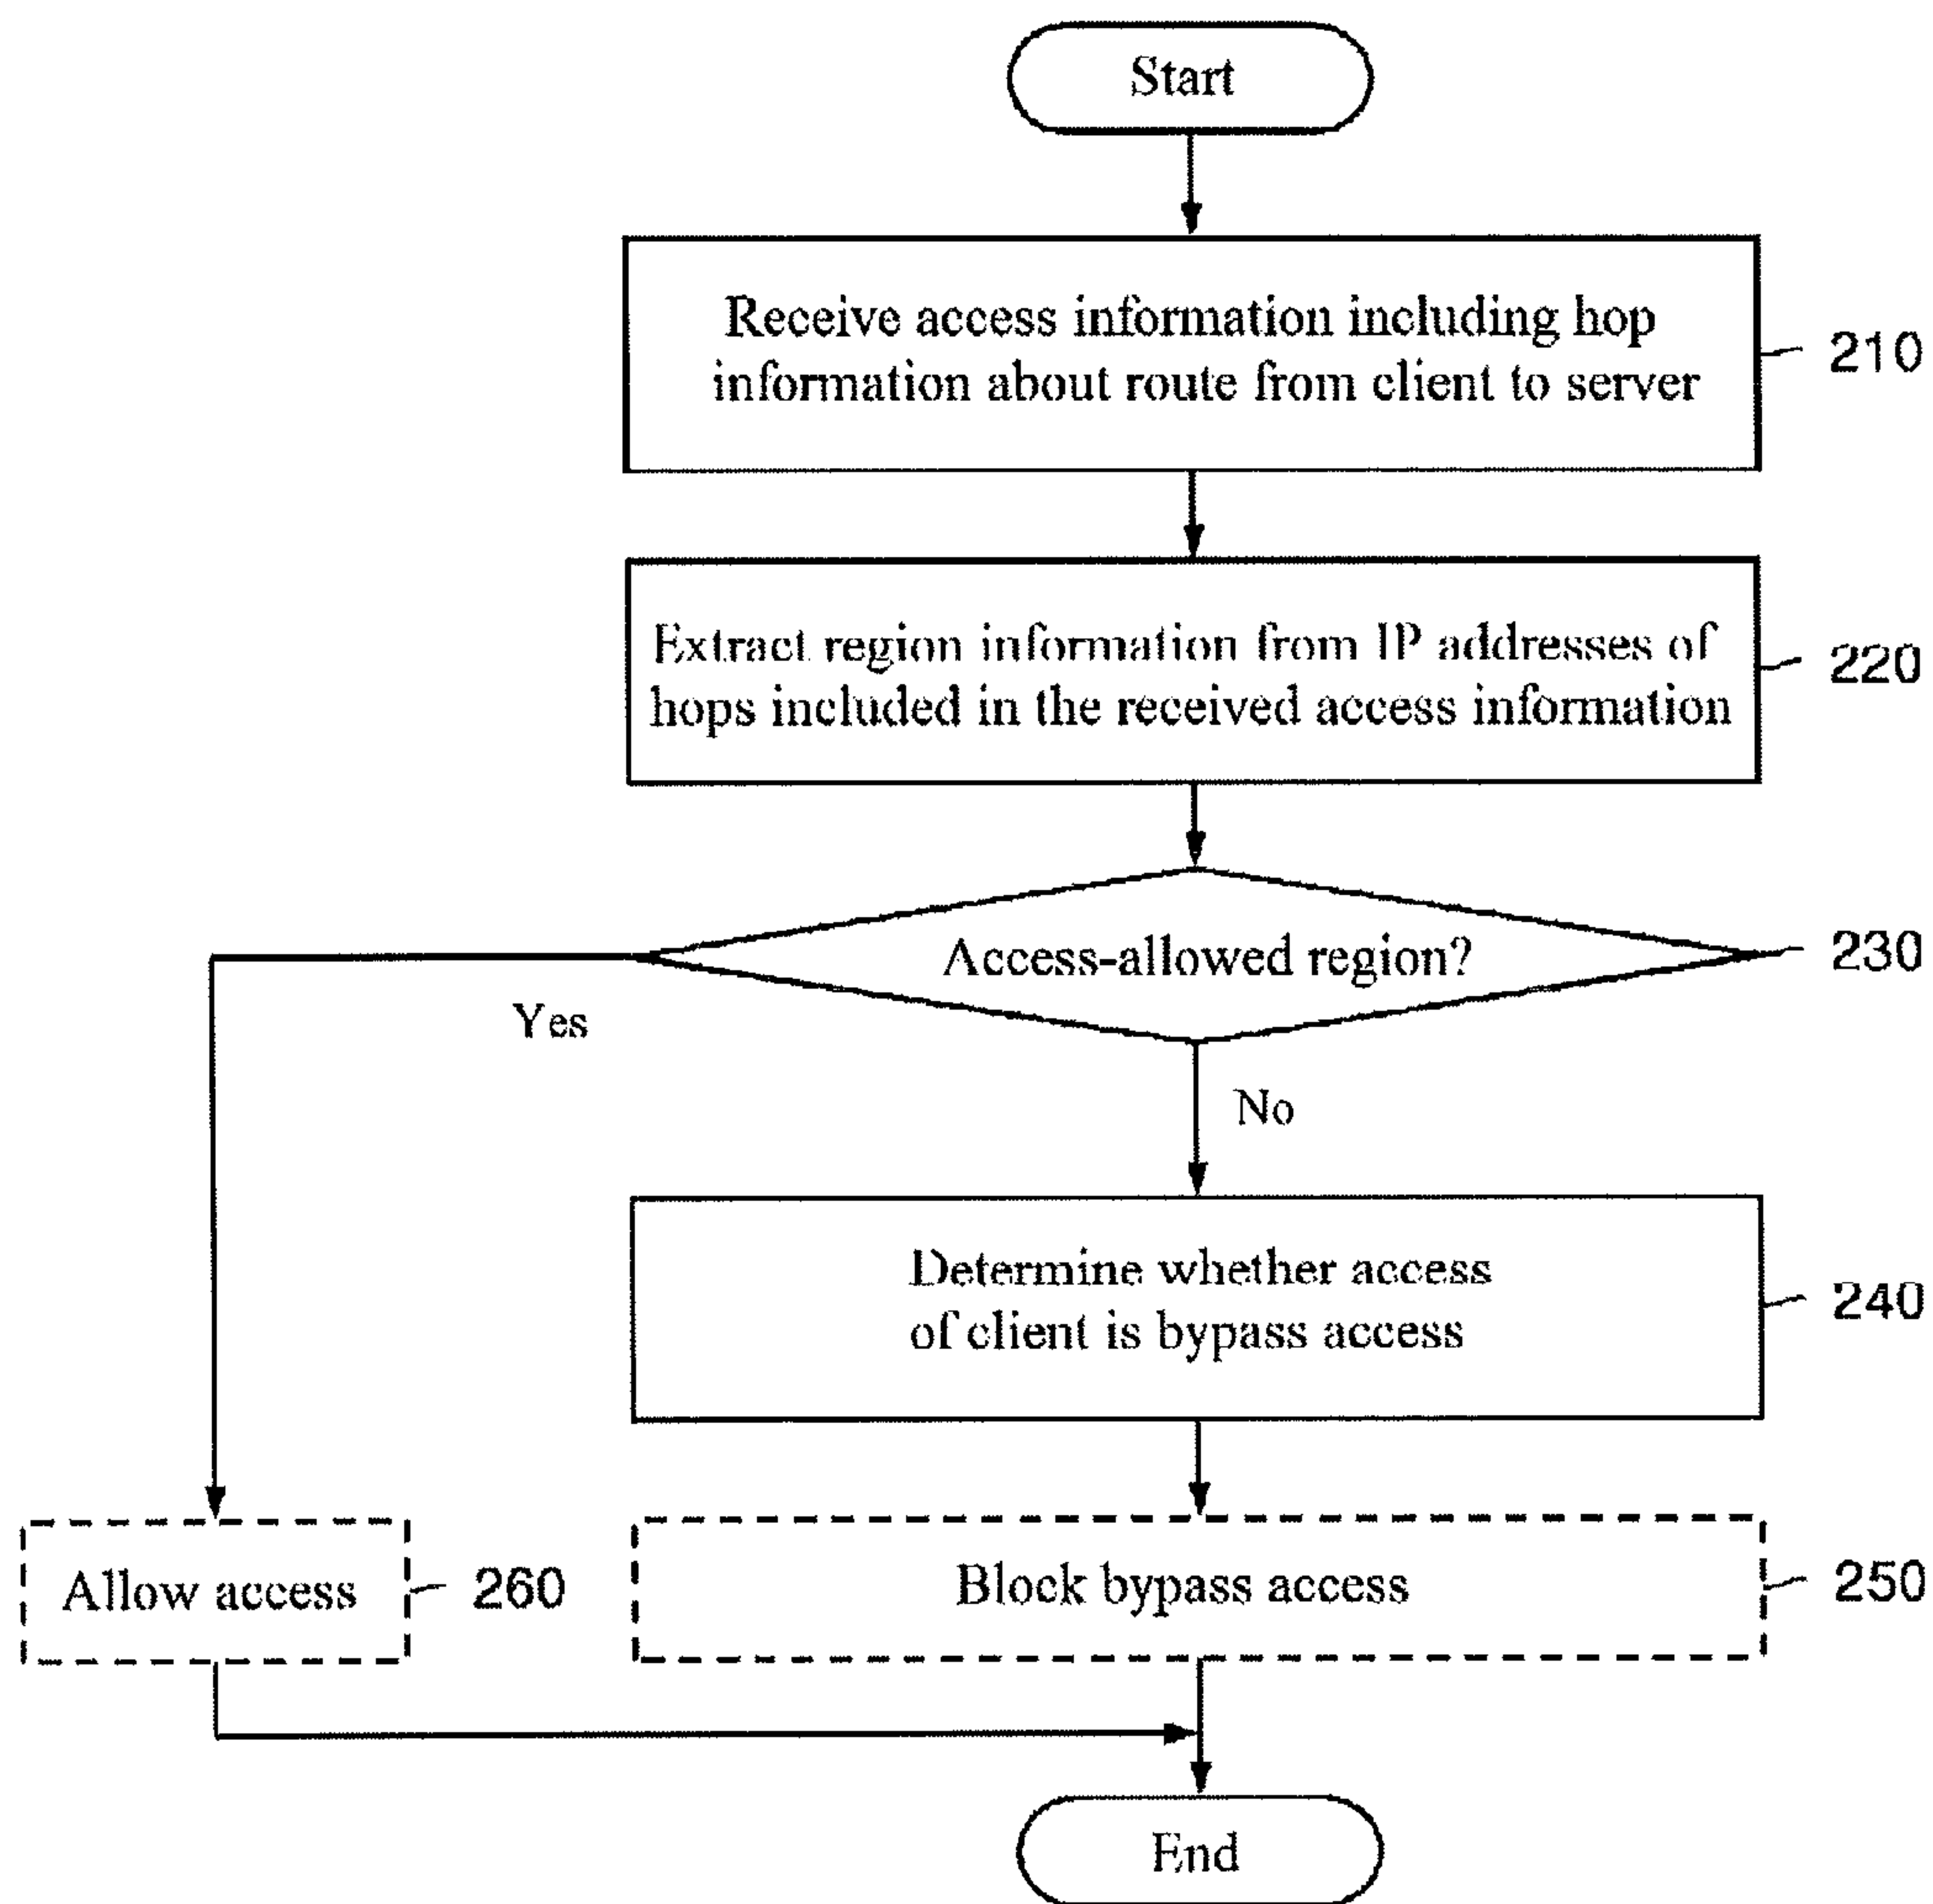 Start
Receive access information including hop
information about route from client to server
210
Extract region information from IP addresses of
hops included in the received access information
220
Access-allowed region?
230
Yes
No
Determine whether access
of client is bypass access
240
Allow access
260
Block bypass access
250
End